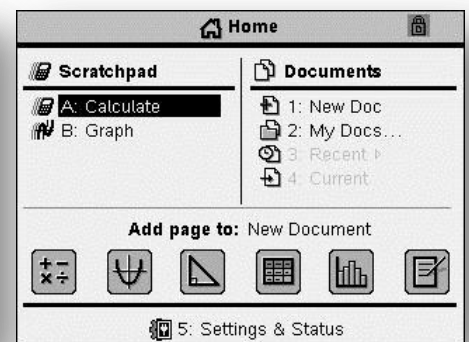 Home
Scratchpad
A: Calculate
B: Graph
Documents
1: New Doc
2: My Docs...
3: Recent ▹
4: Current
Add page to: New Document
5: Settings & Status